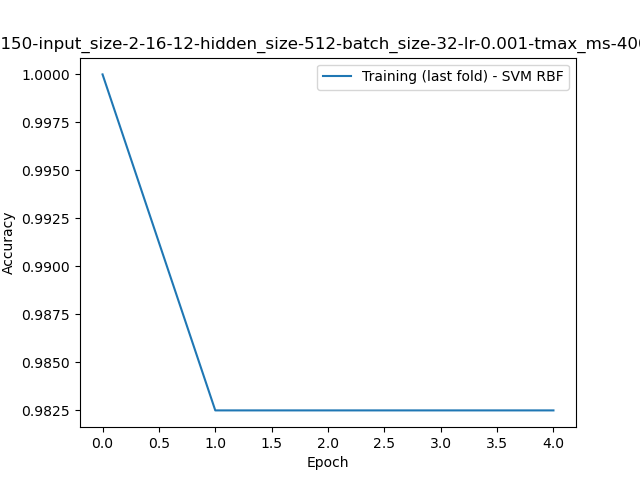 150-input_size-2-16-12-hidden_size-512-batch_size-32-lr-0.001-tmax_ms-400
Training (last fold) - SVM RBF
1.0000
0.9975
0.9950
0.9925
0.9900
0.9875
0.9850
0.9825
Accuracy
0.0 0.5 1.0 1.5 2.0 2.5 3.0 3.5 4.0
Epoch